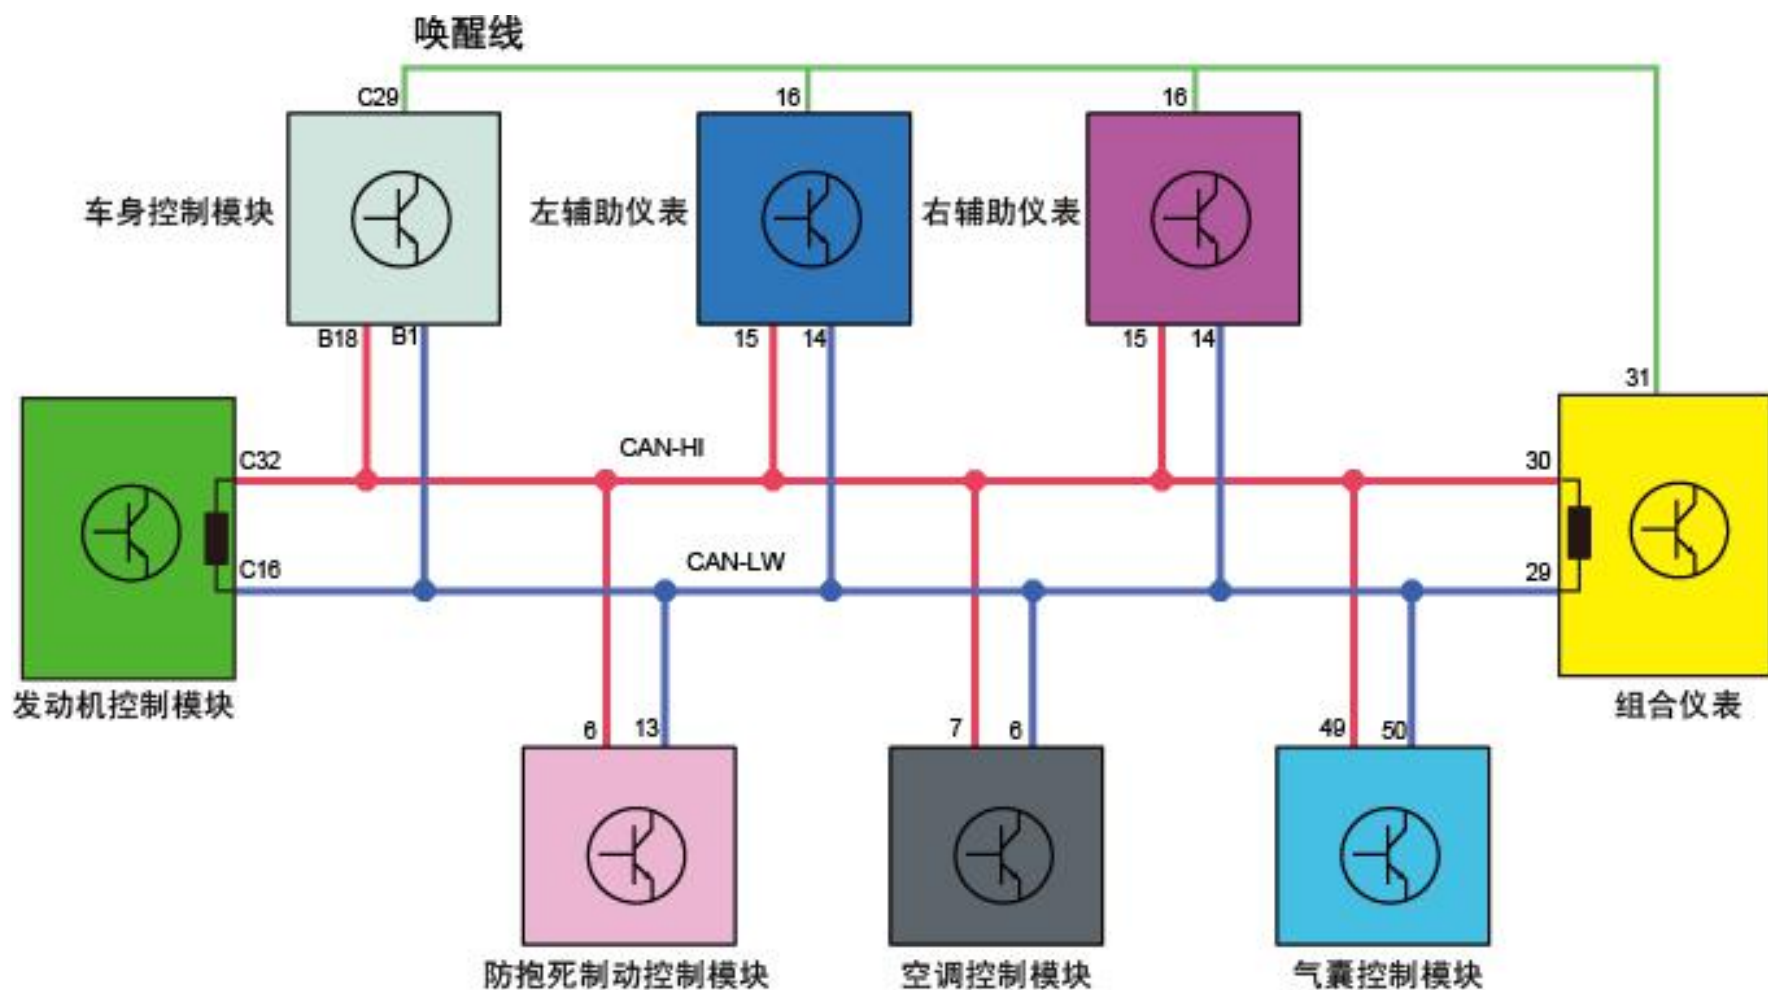 唤醒线
C29
16
16
车身控制模块
左辅助仪表
右辅助仪表
B18
B1
15
14
15
14
31
C32
CAN-HI
30
C16
CAN-LW
29
发动机控制模块
组合仪表
6
13
7
6
49
50
防抱死制动控制模块
空调控制模块
气囊控制模块